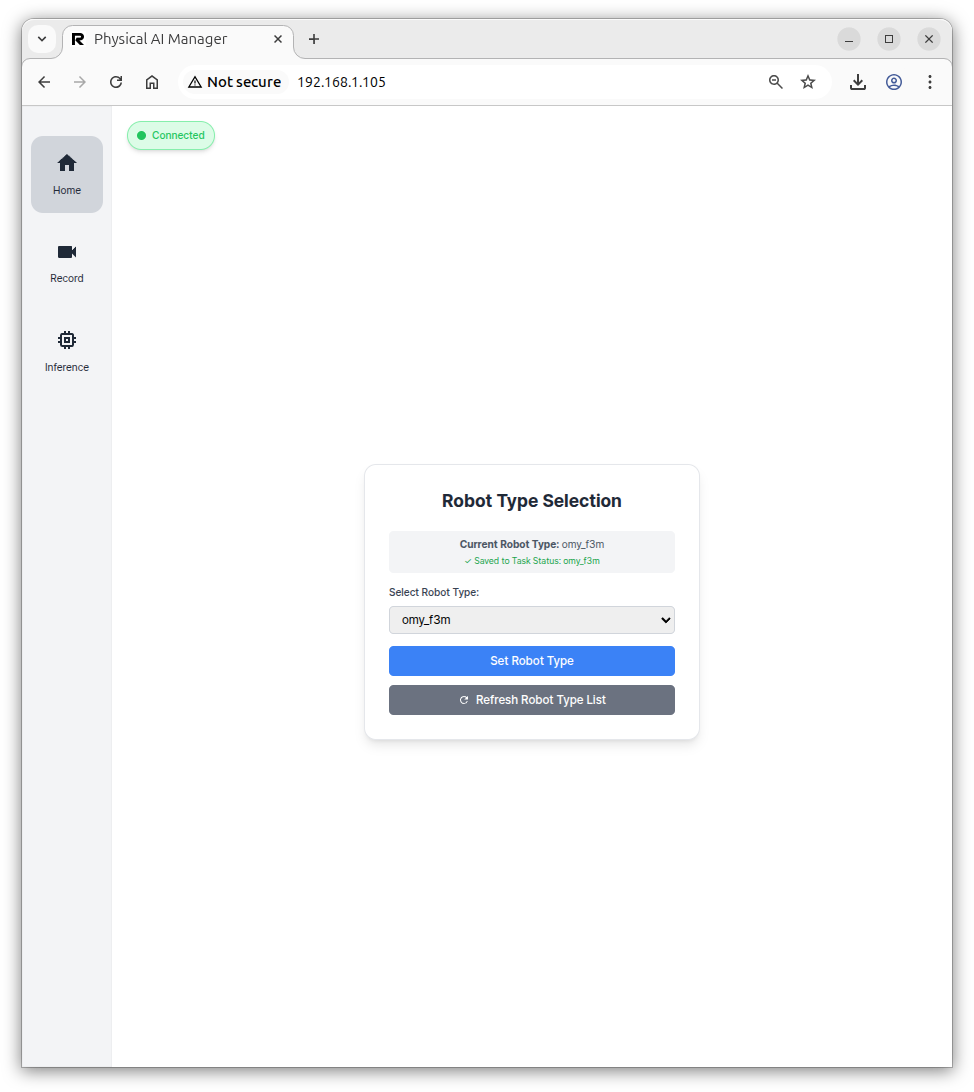 Physical AI Manager
Not secure 192.168.1.105
Connected
Home
Record
Inference
Robot Type Selection
Current Robot Type: omy_f3m
✓ Saved to Task Status: omy_f3m
Select Robot Type:
omy_f3m
Set Robot Type
Refresh Robot Type List